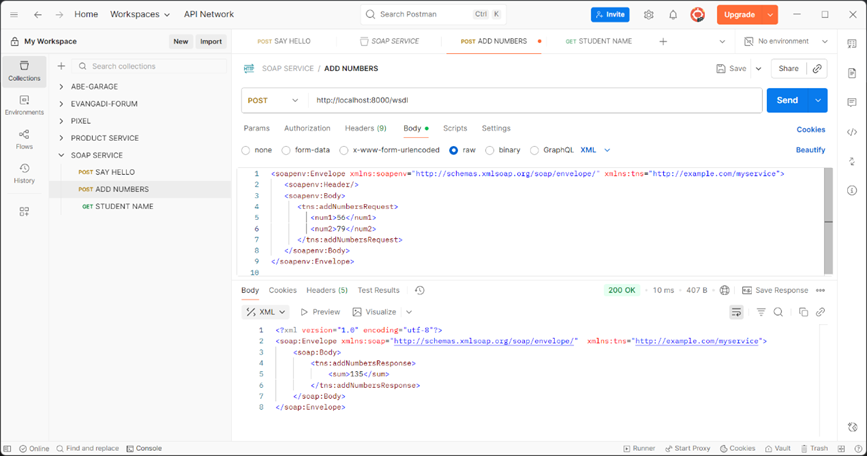 Home Workspaces API Network Search Postman Ctrl K Invite Upgrade
My Workspace New Import POST SAY HELLO SOAP SERVICE POST ADD NUMBERS GET STUDENT NAME No environment
Collections
Search collections
SOAP SERVICE / ADD NUMBERS Save Share
ABE-GARAGE
EVANGADI-FORUM
PIXEL
PRODUCT SERVICE
SOAP SERVICE
POST SAY HELLO
POST ADD NUMBERS
GET STUDENT NAME
Environments
Flows
History
POST http://localhost:8000/wsdl Send
Params Authorization Headers (9) Body Scripts Settings Cookies
none form-data x-www-form-urlencoded raw binary GraphQL XML Beautify
1 <soapenv:Envelope xmlns:soapenv="http://schemas.xmlsoap.org/soap/envelope/" xmlns:tns="http://example.com/myservice">
2 <soapenv:Header/>
3 <soapenv:Body>
4 <tns:addNumbersRequest>
5 <num1>56</num1>
6 <num2>79</num2>
7 </tns:addNumbersRequest>
8 </soapenv:Body>
9 </soapenv:Envelope>
10
Body Cookies Headers (5) Test Results 200 OK 10 ms 407 B Save Response
XML Preview Visualize
1 <?xml version="1.0" encoding="utf-8"?>
2 <soap:Envelope xmlns:soap="http://schemas.xmlsoap.org/soap/envelope/" xmlns:tns="http://example.com/myservice">
3 <soap:Body>
4 <tns:addNumbersResponse>
5 <sum>135</sum>
6 </tns:addNumbersResponse>
7 </soap:Body>
8 </soap:Envelope>
Online Find and replace Console Runner Start Proxy Cookies Vault Trash